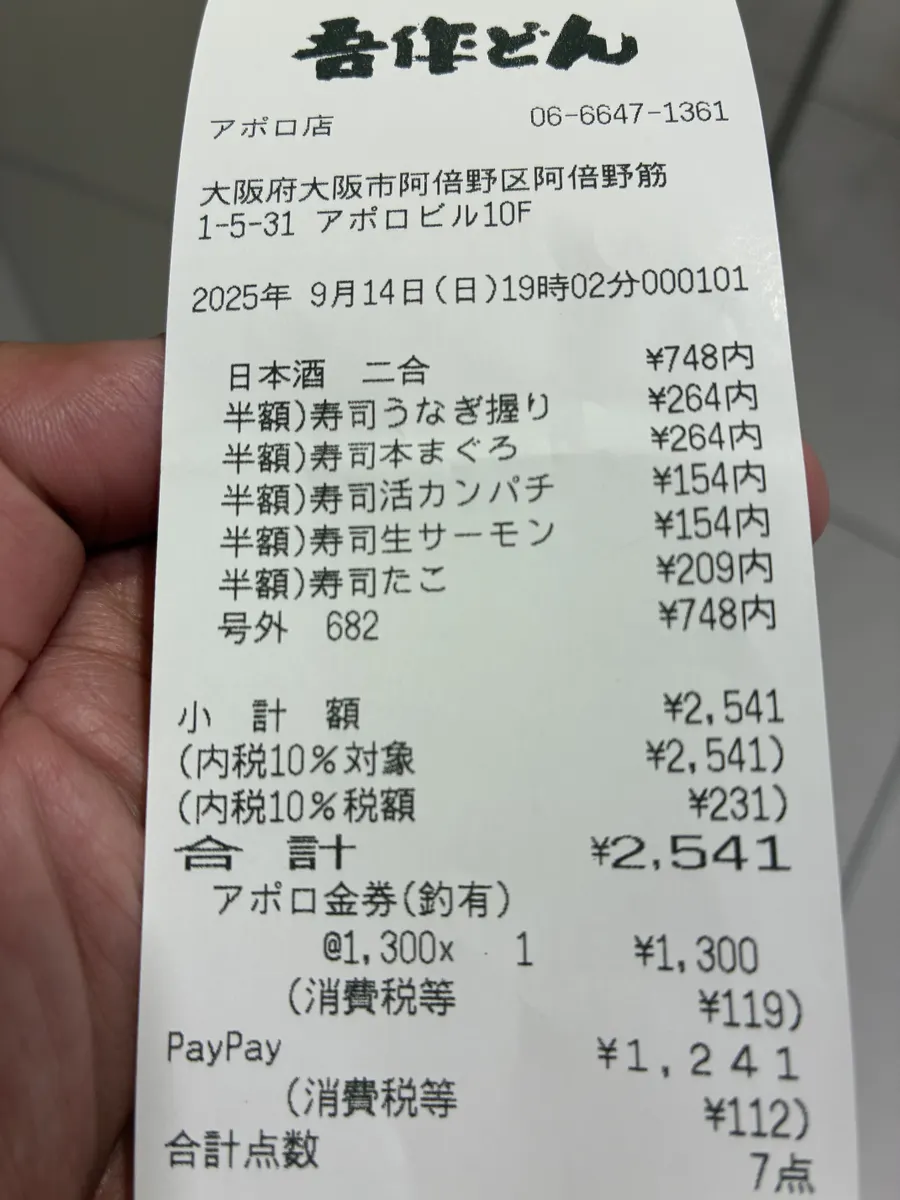 吾作どん
アポロ店 06-6647-1361
大阪府大阪市阿倍野区阿倍野筋
1-5-31 アポロビル10F
2025年 9月14日(日)19時02分000101
日本酒 二合 ¥748内
半額)寿司うなぎ握り ¥264内
半額)寿司本まぐろ ¥264内
半額)寿司活カンパチ ¥154内
半額)寿司生サーモン ¥154内
半額)寿司たこ ¥209内
号外 682 ¥748内
小計額 ¥2,541
(内税10%対象 ¥2,541)
(内税10%税額 ¥231)
合計 ¥2,541
アポロ金券(釣有)
@1,300x 1 ¥1,300
(消費税等 ¥119)
PayPay ¥1,241
(消費税等 ¥112)
合計点数 7点